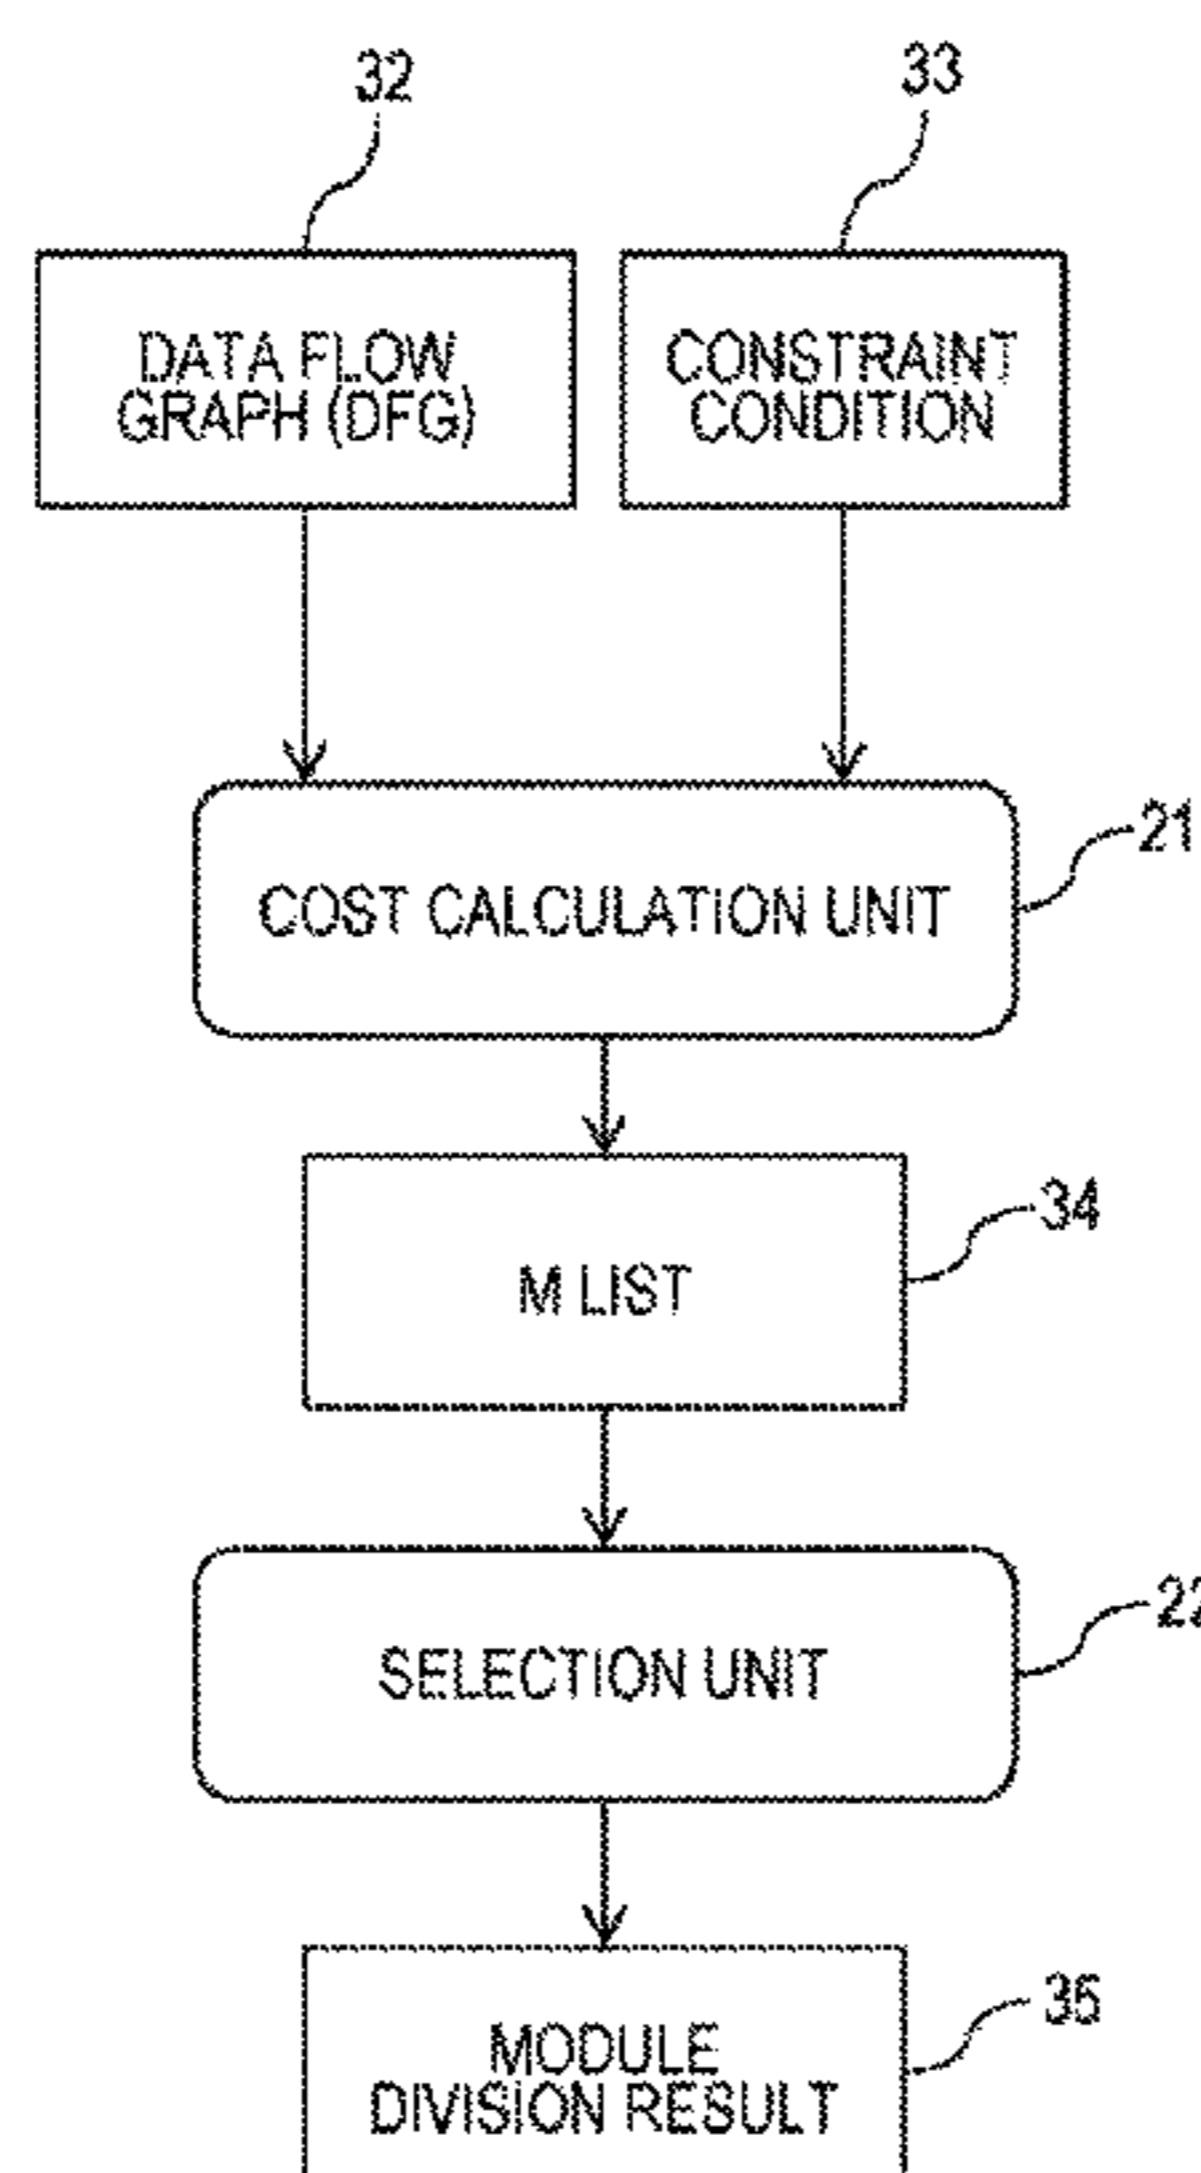 32
33
DATA FLOW
GRAPH (DFG)
CONSTRAINT
CONDITION
21
COST CALCULATION UNIT
34
M LIST
22
SELECTION UNIT
35
MODULE
DIVISION RESULT